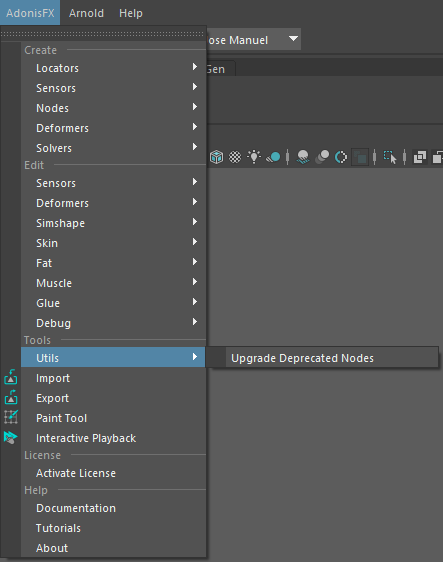 AdonisFX Arnold Help
ose Manuel
Gen
Create
Locators
Sensors
Nodes
Deformers
Solvers
Edit
Sensors
Deformers
Simshape
Skin
Fat
Muscle
Glue
Debug
Tools
Utils
Upgrade Deprecated Nodes
Import
Export
Paint Tool
Interactive Playback
License
Activate License
Help
Documentation
Tutorials
About